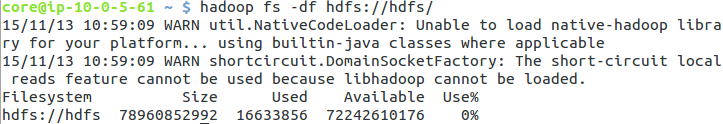 core@ip-10-0-5-61 ~ $ hadoop fs -df hdfs://hdfs/
15/11/13 10:59:09 WARN util.NativeCodeLoader: Unable to load native-hadoop libra
ry for your platform... using builtin-java classes where applicable
15/11/13 10:59:09 WARN shortcircuit.DomainSocketFactory: The short-circuit local
 reads feature cannot be used because libhadoop cannot be loaded.
Filesystem           Size      Used    Available  Use%
hdfs://hdfs  78960852992  16633856  72242610176    0%